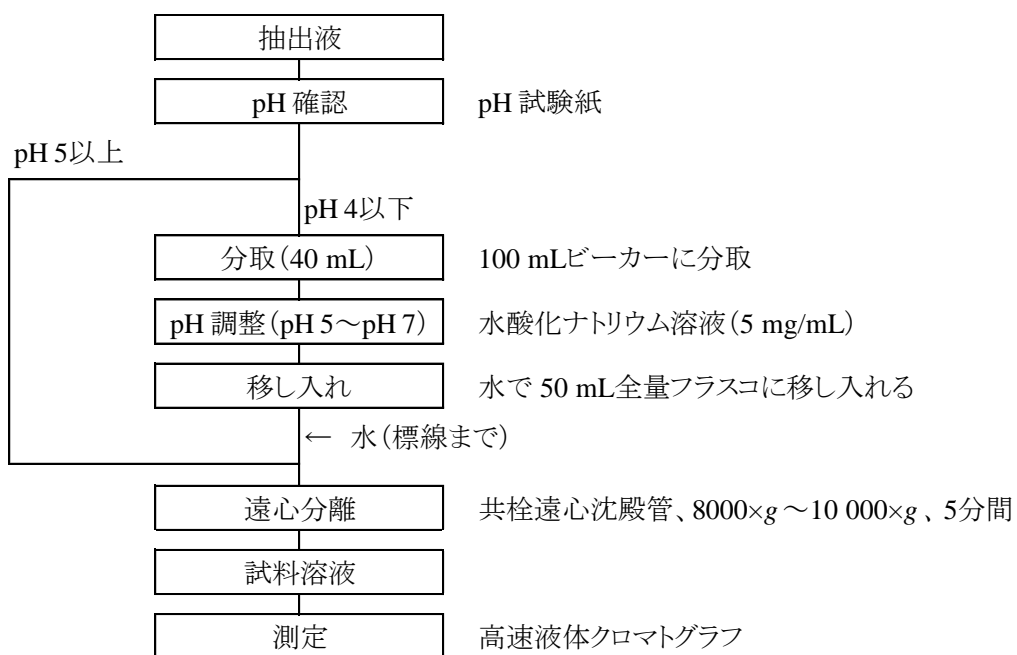 抽出液
pH 確認 pH 試験紙
pH 5以上
pH 4以下
分取(40 mL) 100 mLビーカーに分取
pH 調整(pH 5~pH 7) 水酸化ナトリウム溶液(5 mg/mL)
移し入れ 水で 50 mL全量フラスコに移し入れる
← 水(標線まで)
遠心分離 共栓遠心沈殿管、8000×g~10 000×g 、5分間
試料溶液
測定 高速液体クロマトグラフ